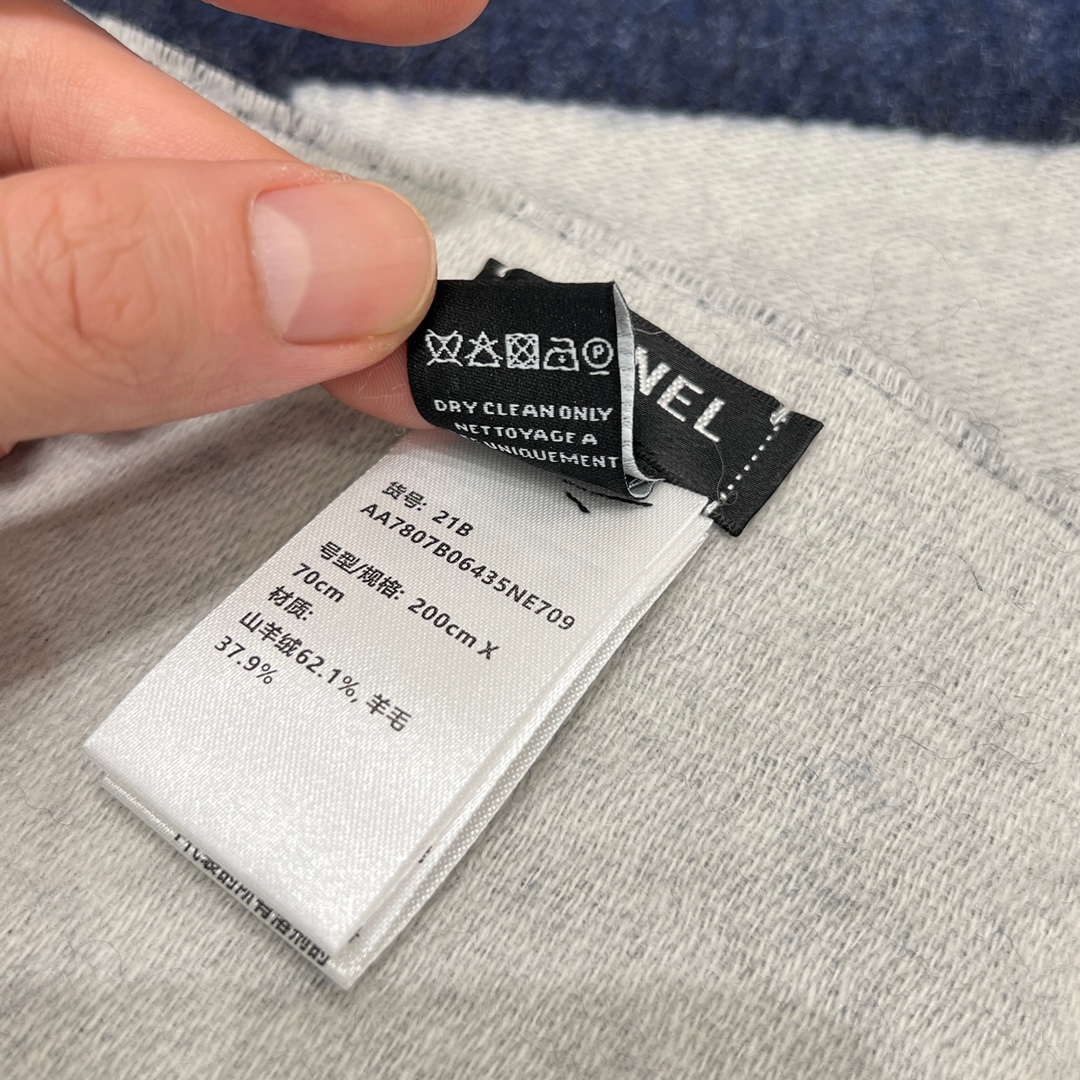 NEL
DRY CLEAN ONLY
NETTOYAGE A
UNIQUEMENT
货号: 21B
AA7807B06435NE709
号型/规格: 200cm X
70cm
材质:
山羊绒62.1%, 羊毛
37.9%